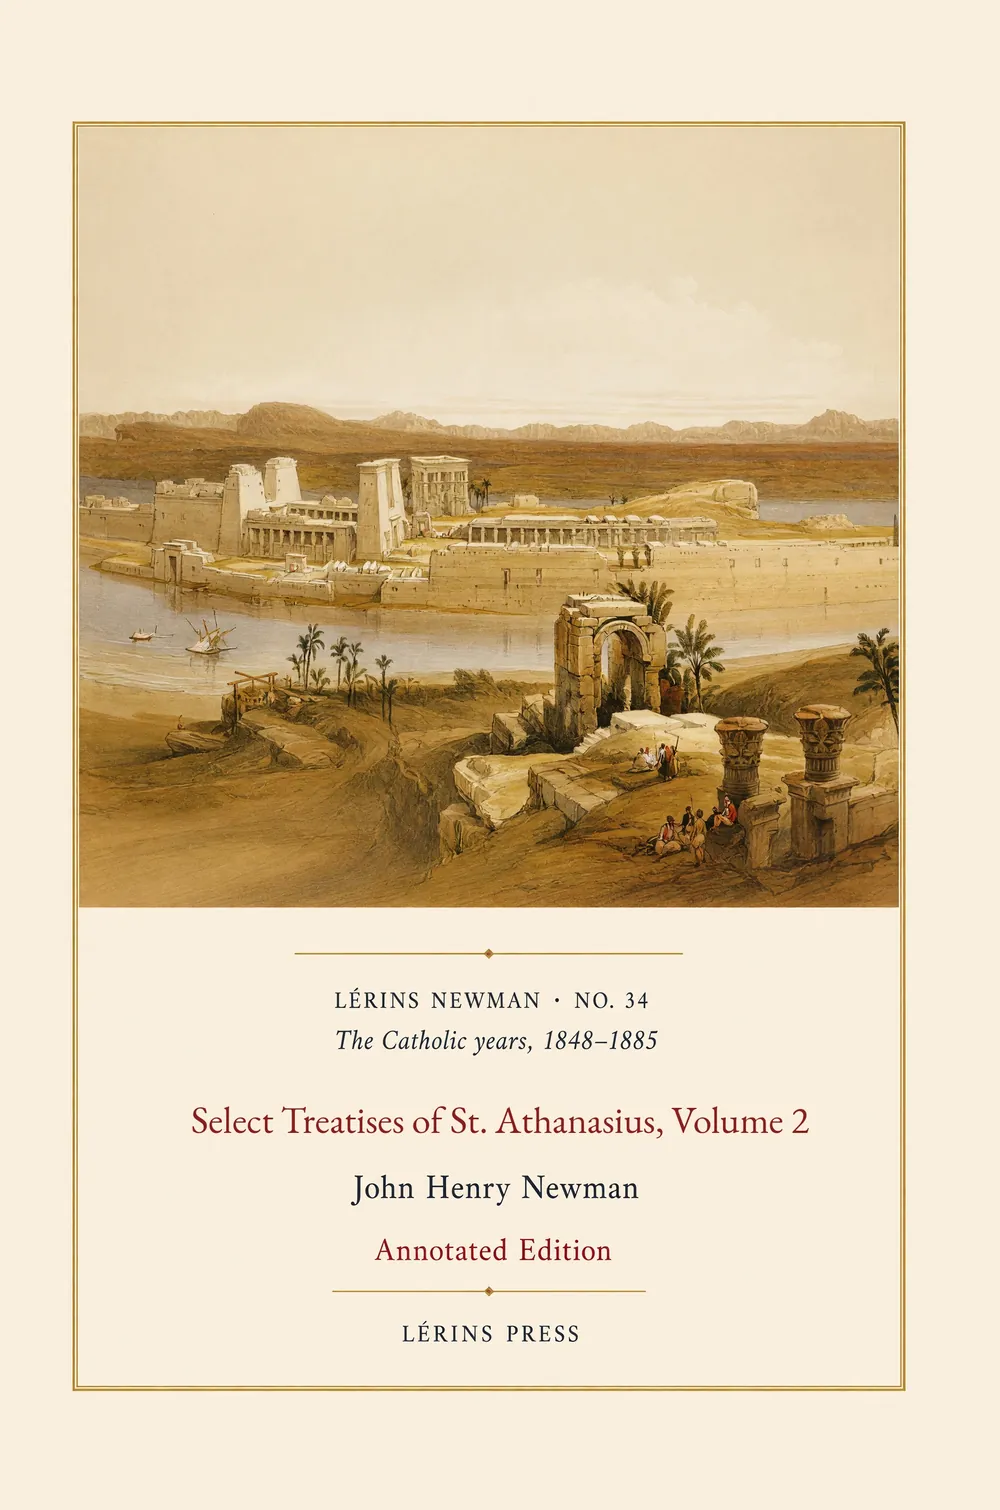 LÉRINS NEWMAN · NO. 34
The Catholic years, 1848–1885
Select Treatises of St. Athanasius, Volume 2
John Henry Newman
Annotated Edition
LÉRINS PRESS